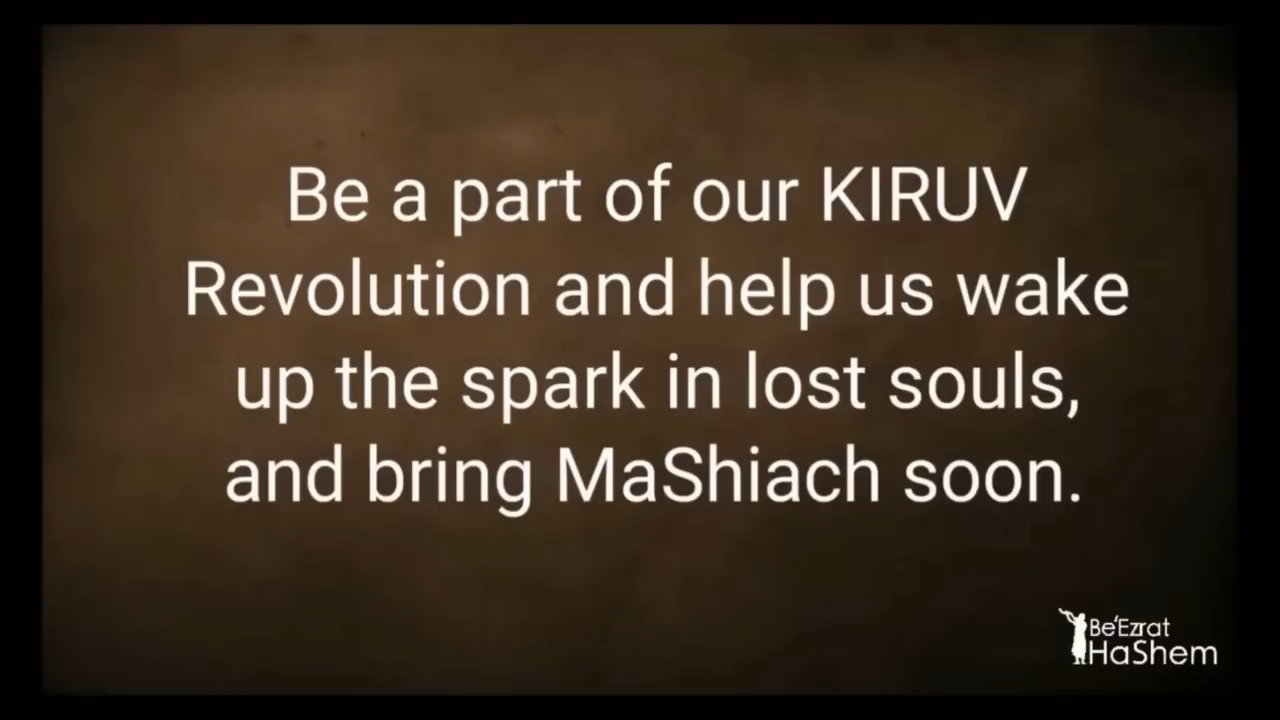 Be a part of our KIRUV
Revolution and help us wake
up the spark in lost souls,
and bring MaShiach soon.
Be'Ezrat
HaShem